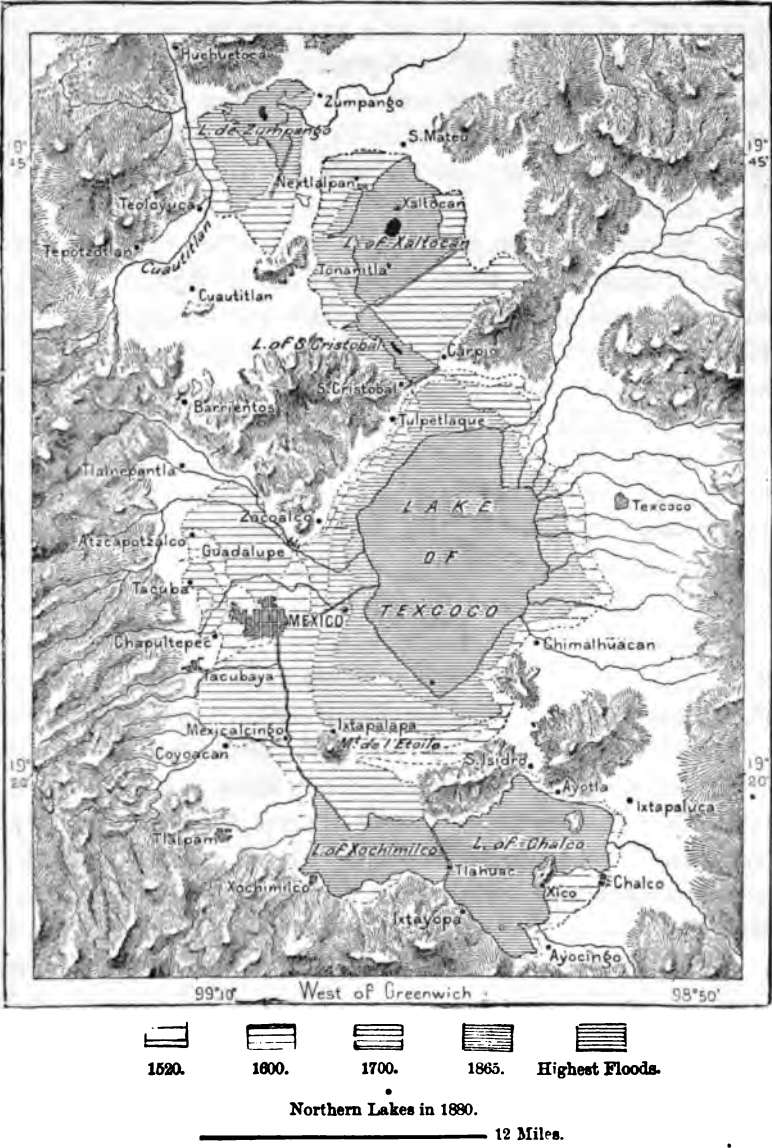 Huehuetoca
Zumpango
L. de Zumpango
S. Mateo
19° 45'
19° 45'
Nextlalpan
Xaltocan
Teoloyuca
L. of Xaltocan
Tepotzotlan
Cuautitlan
Tonanitla
Cuautitlan
L. of S. Cristobal
Carpio
S. Cristobal
Barrientos
Tulpetlaque
Tlalnepantla
LAKE
OF
TEXCOCO
Texcoco
Zacoalco
Atzcapotzalco
Guadalupe
Tacuba
MEXICO
Chapultepec
Chimalhuacan
Tacubaya
Mexicalcingo
Ixtapalapa
Mt. de l'Etoile
Coyoacan
S. Isidro
19° 20'
19° 20'
Ayotla
Ixtapaluca
Tlalpam
L. of Xochimilco
L. of Chalco
Tlahuac
Xochimilco
Xico
Chalco
Ixtayopa
Ayocingo
99°10' West of Greenwich 98°50'
1520. 1600. 1700. 1865. Highest Floods.
Northern Lakes in 1880.
12 Miles.